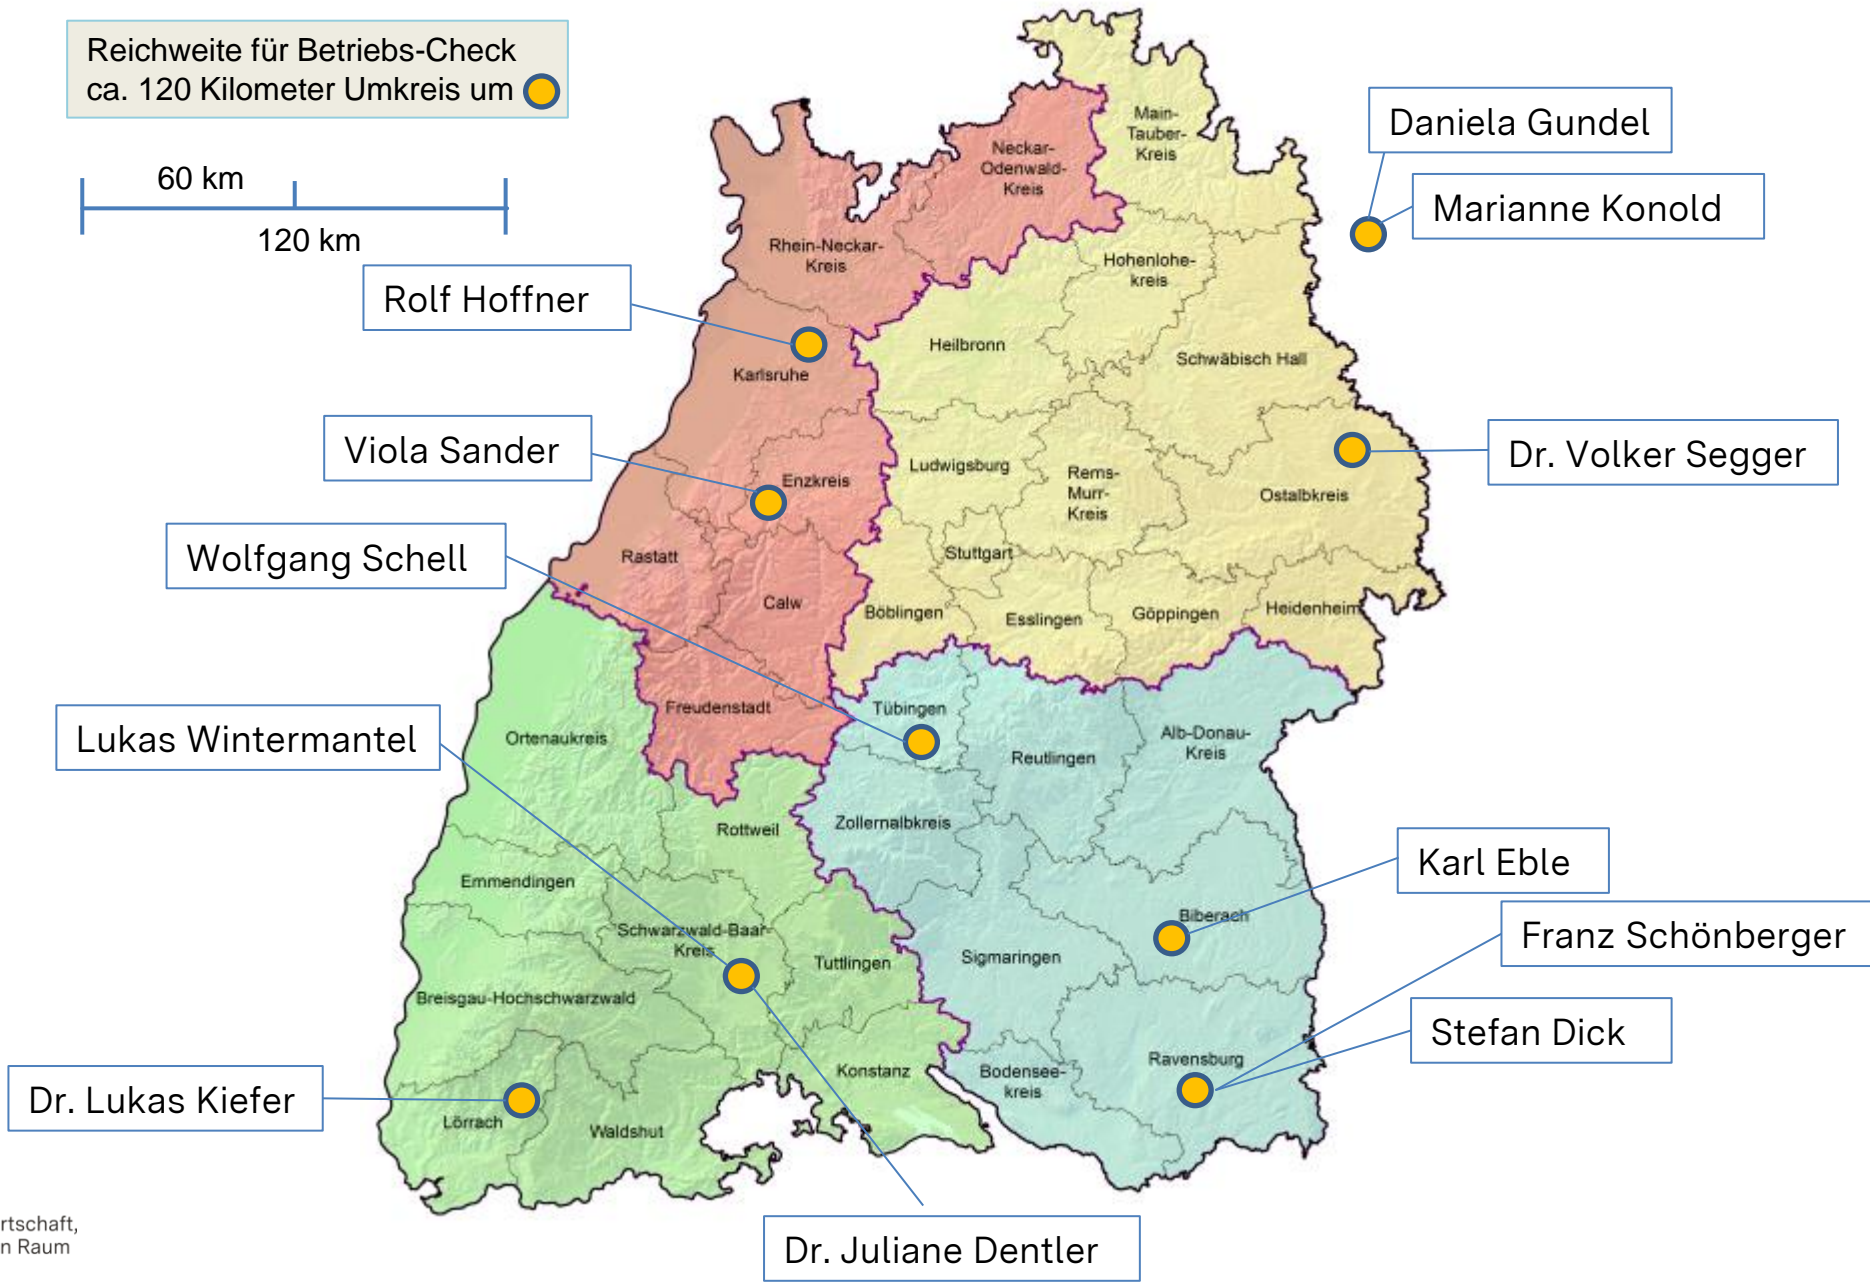 Reichweite für Betriebs-Check
ca. 120 Kilometer Umkreis um
60 km
120 km
Daniela Gundel
Marianne Konold
Rolf Hoffner
Viola Sander
Dr. Volker Segger
Wolfgang Schell
Lukas Wintermantel
Karl Eble
Franz Schönberger
Stefan Dick
Dr. Lukas Kiefer
Dr. Juliane Dentler
Main-
Tauber-
Kreis
Neckar-
Odenwald-
Kreis
Rhein-Neckar-
Kreis
Hohenlohe-
kreis
Heilbronn
Schwäbisch Hall
Karlsruhe
Ludwigsburg
Rems-
Murr-
Kreis
Enzkreis
Ostalbkreis
Stuttgart
Rastatt
Calw
Böblingen
Esslingen
Göppingen
Heidenheim
Freudenstadt
Tübingen
Ortenaukreis
Reutlingen
Alb-Donau-
Kreis
Rottweil
Zollernalbkreis
Emmendingen
Schwarzwald-Baar-
Kreis
Tuttlingen
Sigmaringen
Biberach
Breisgau-Hochschwarzwald
Konstanz
Bodensee-
kreis
Ravensburg
Lörrach
Waldshut
rtschaft,
n Raum